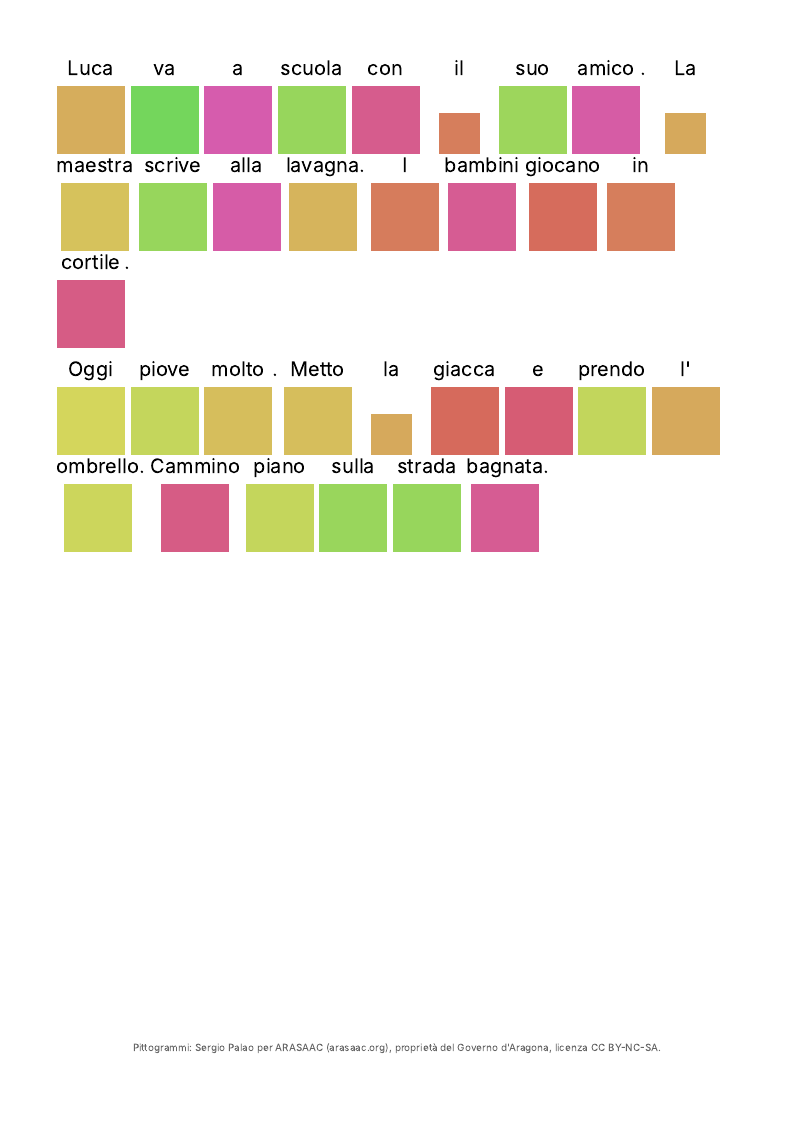 Luca va a scuola con il suo amico . La
maestra scrive alla lavagna. I bambini giocano in
cortile .
Oggi piove molto . Metto la giacca e prendo l'
ombrello. Cammino piano sulla strada bagnata.
Pittogrammi: Sergio Palao per ARASAAC (arasaac.org), proprietà del Governo d'Aragona, licenza CC BY-NC-SA.